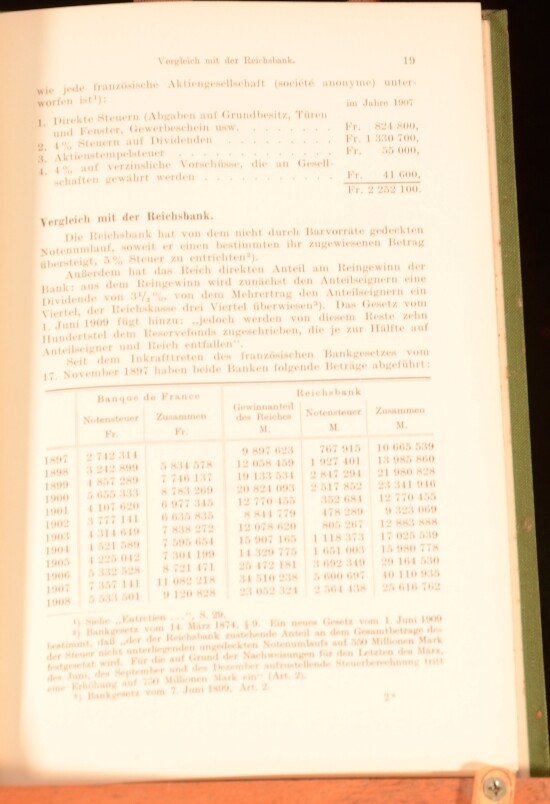 Vergleich mit der Reichsbank. 19
wie jede französische Aktiengesellschaft (société anonyme) unter-
worfen ist¹):
im Jahre 1907
1. Direkte Steuern (Abgaben auf Grundbesitz, Türen
und Fenster, Gewerbeschein usw. . . . . . . . Fr. 824 800,
2. 4% Steuern auf Dividenden . . . . . . . . . Fr. 1 330 700,
3. Aktienstempelsteuer . . . . . . . . . . . . Fr. 55 000,
4. 4% auf verzinsliche Vorschüsse, die an Gesell-
schaften gewährt werden . . . . . . . . . . . Fr. 41 600,
Fr. 2 252 100.
Vergleich mit der Reichsbank.
Die Reichsbank hat von dem nicht durch Barvorräte gedeckten
Notenumlauf, soweit er einen bestimmten ihr zugewiesenen Betrag
übersteigt, 5% Steuer zu entrichten²).
Außerdem hat das Reich direkten Anteil am Reingewinn der
Bank: aus dem Reingewinn wird zunächst den Anteilseignern eine
Dividende von 3½%, von dem Mehrertrag den Anteilseignern ein
Viertel, der Reichskasse drei Viertel überwiesen³). Das Gesetz vom
1. Juni 1909 fügt hinzu: „jedoch werden von diesem Reste zehn
Hundertstel dem Reservefonds zugeschrieben, die je zur Hälfte auf
Anteilseigner und Reich entfallen“.
Seit dem Inkrafttreten des französischen Bankgesetzes vom
17. November 1897 haben beide Banken folgende Beträge abgeführt:
Banque de France Reichsbank
Notensteuer Zusammen Gewinnanteil des Reiches Notensteuer Zusammen
Fr. Fr. M. M. M.
1897 2 742 314 9 897 623 767 915 10 665 539
1898 3 242 899 5 834 578 12 058 459 1 927 401 13 985 860
1899 4 857 289 7 746 137 19 133 534 2 847 294 21 980 828
1900 5 655 333 8 783 269 20 824 093 2 517 852 23 341 946
1901 4 107 620 6 977 345 12 770 455 352 684 12 770 455
1902 3 777 141 6 635 835 8 844 779 478 289 9 323 069
1903 4 314 649 7 838 272 12 078 620 805 267 12 883 888
1904 4 521 589 7 595 654 15 907 165 1 118 373 17 025 539
1905 4 225 042 7 304 199 14 329 775 1 651 003 15 980 778
1906 5 332 528 8 721 471 25 472 181 3 692 349 29 164 530
1907 7 357 141 11 082 218 34 510 238 5 600 697 40 110 935
1908 5 533 501 9 120 828 23 052 324 2 564 438 25 616 762
¹) Siehe „Entretien ...“, S. 29.
²) Bankgesetz vom 14. März 1874, § 9. Ein neues Gesetz vom 1. Juni 1909
bestimmt, daß „der der Reichsbank zustehende Anteil an dem Gesamtbetrage des
der Steuer nicht unterliegenden ungedeckten Notenumlaufs auf 550 Millionen Mark
festgesetzt wird. Für die auf Grund der Nachweisungen für den Letzten des März,
des Juni, des September und des Dezember aufzustellende Steuerberechnung tritt
eine Erhöhung auf 750 Millionen Mark ein“ (Art. 2).
³) Bankgesetz vom 7. Juni 1899, Art. 2.
2*